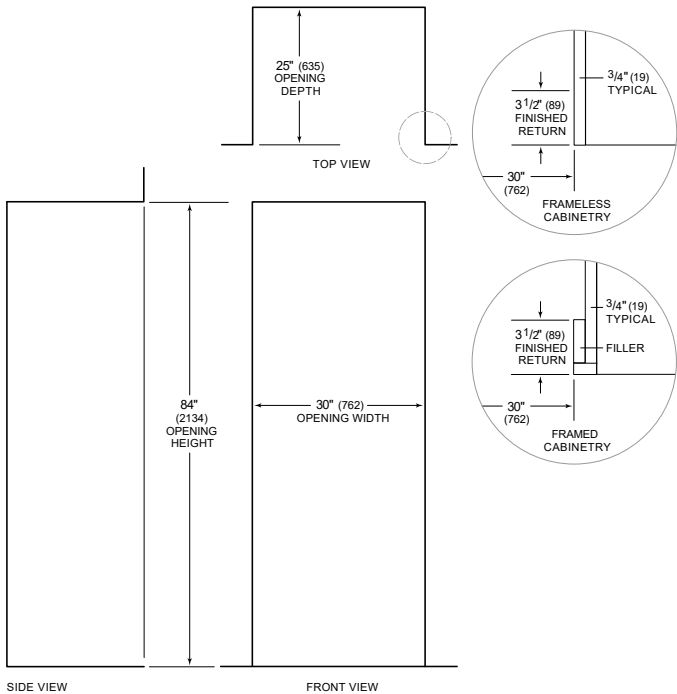 25" (635)
OPENING
DEPTH
TOP VIEW
3/4" (19)
TYPICAL
3 1/2" (89)
FINISHED
RETURN
30"
(762)
FRAMELESS
CABINETRY
3/4" (19)
TYPICAL
3 1/2" (89)
FINISHED
RETURN
FILLER
30"
(762)
FRAMED
CABINETRY
84"
(2134)
OPENING
HEIGHT
30" (762)
OPENING WIDTH
SIDE VIEW
FRONT VIEW